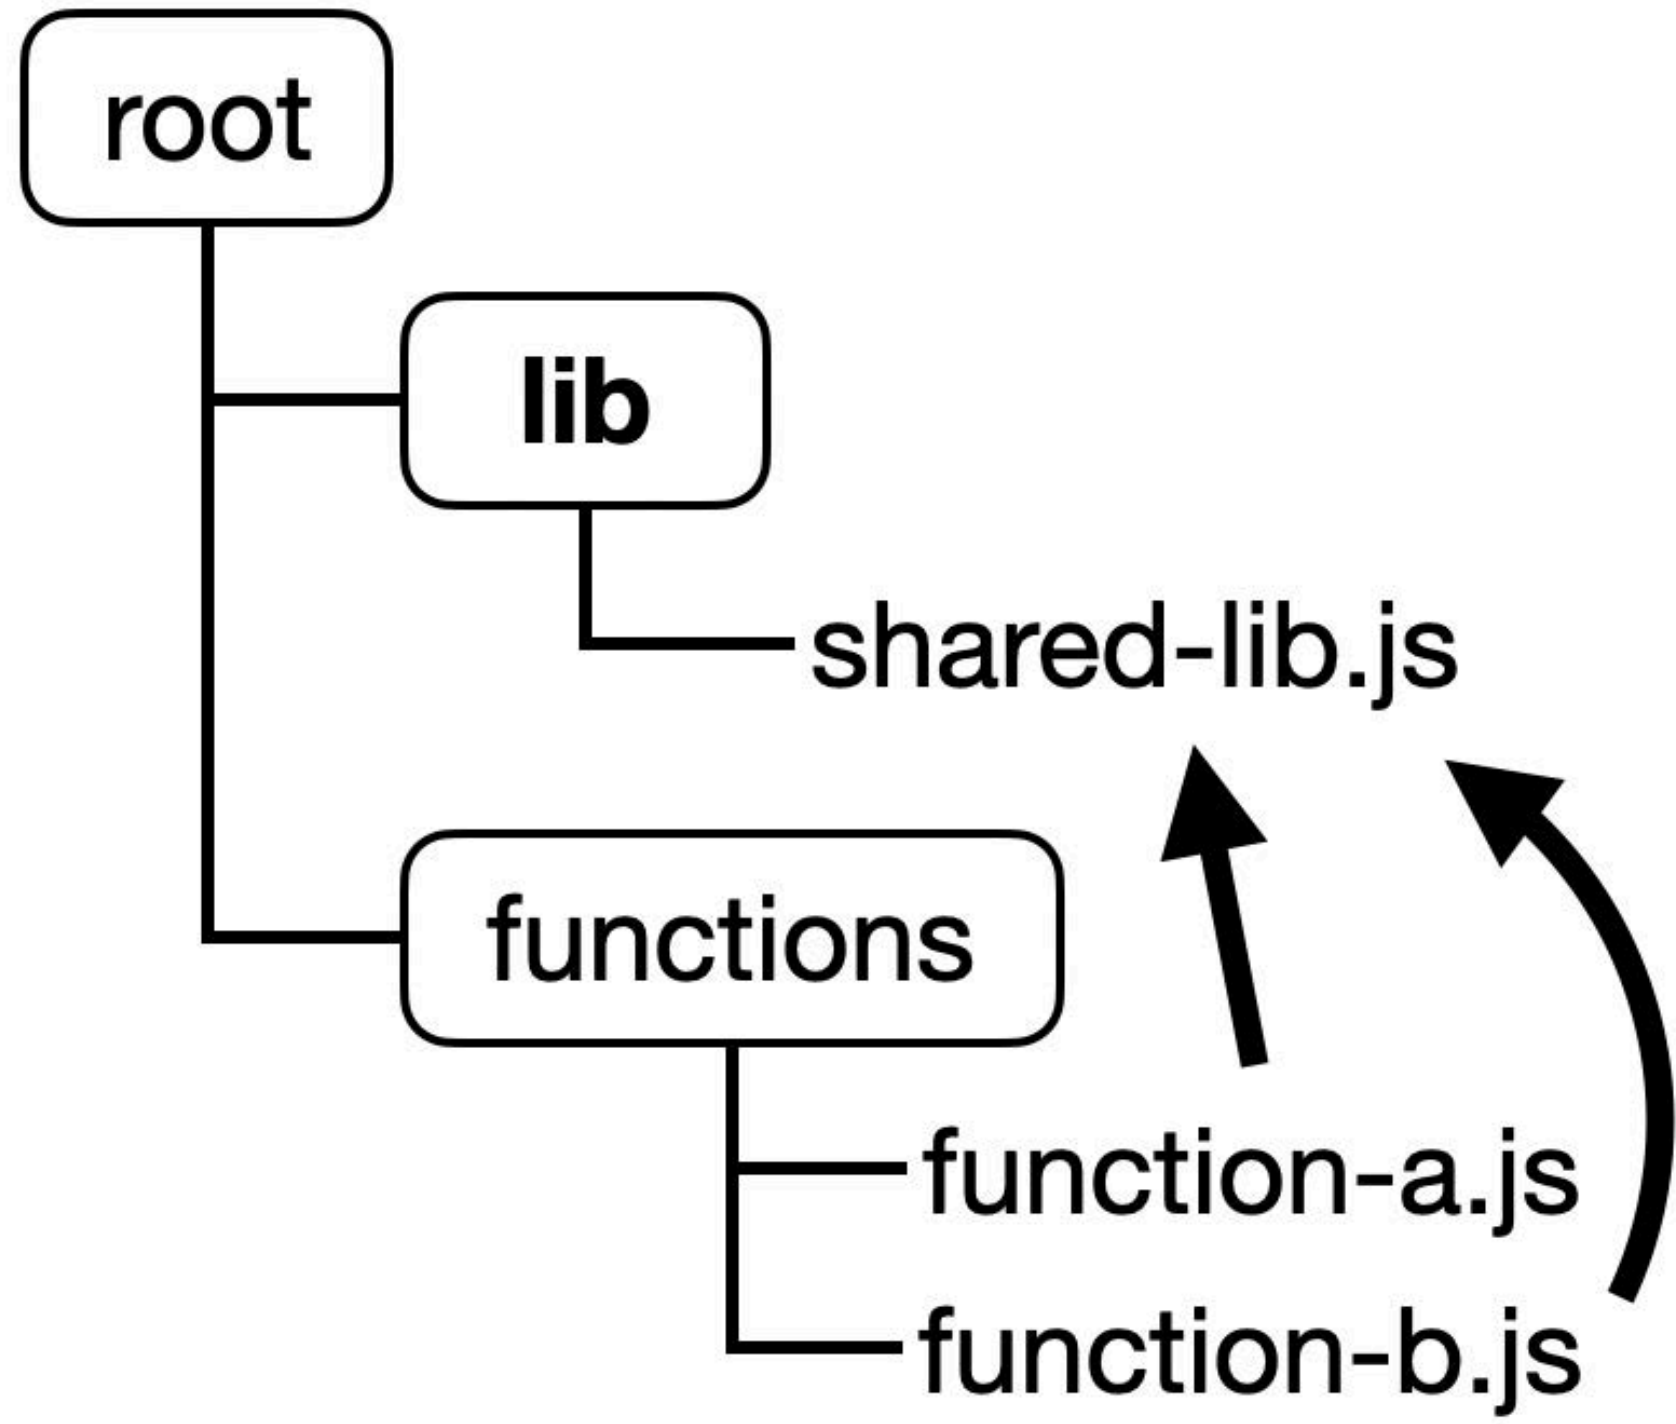 root
lib
shared-lib.js
functions
function-a.js
function-b.js